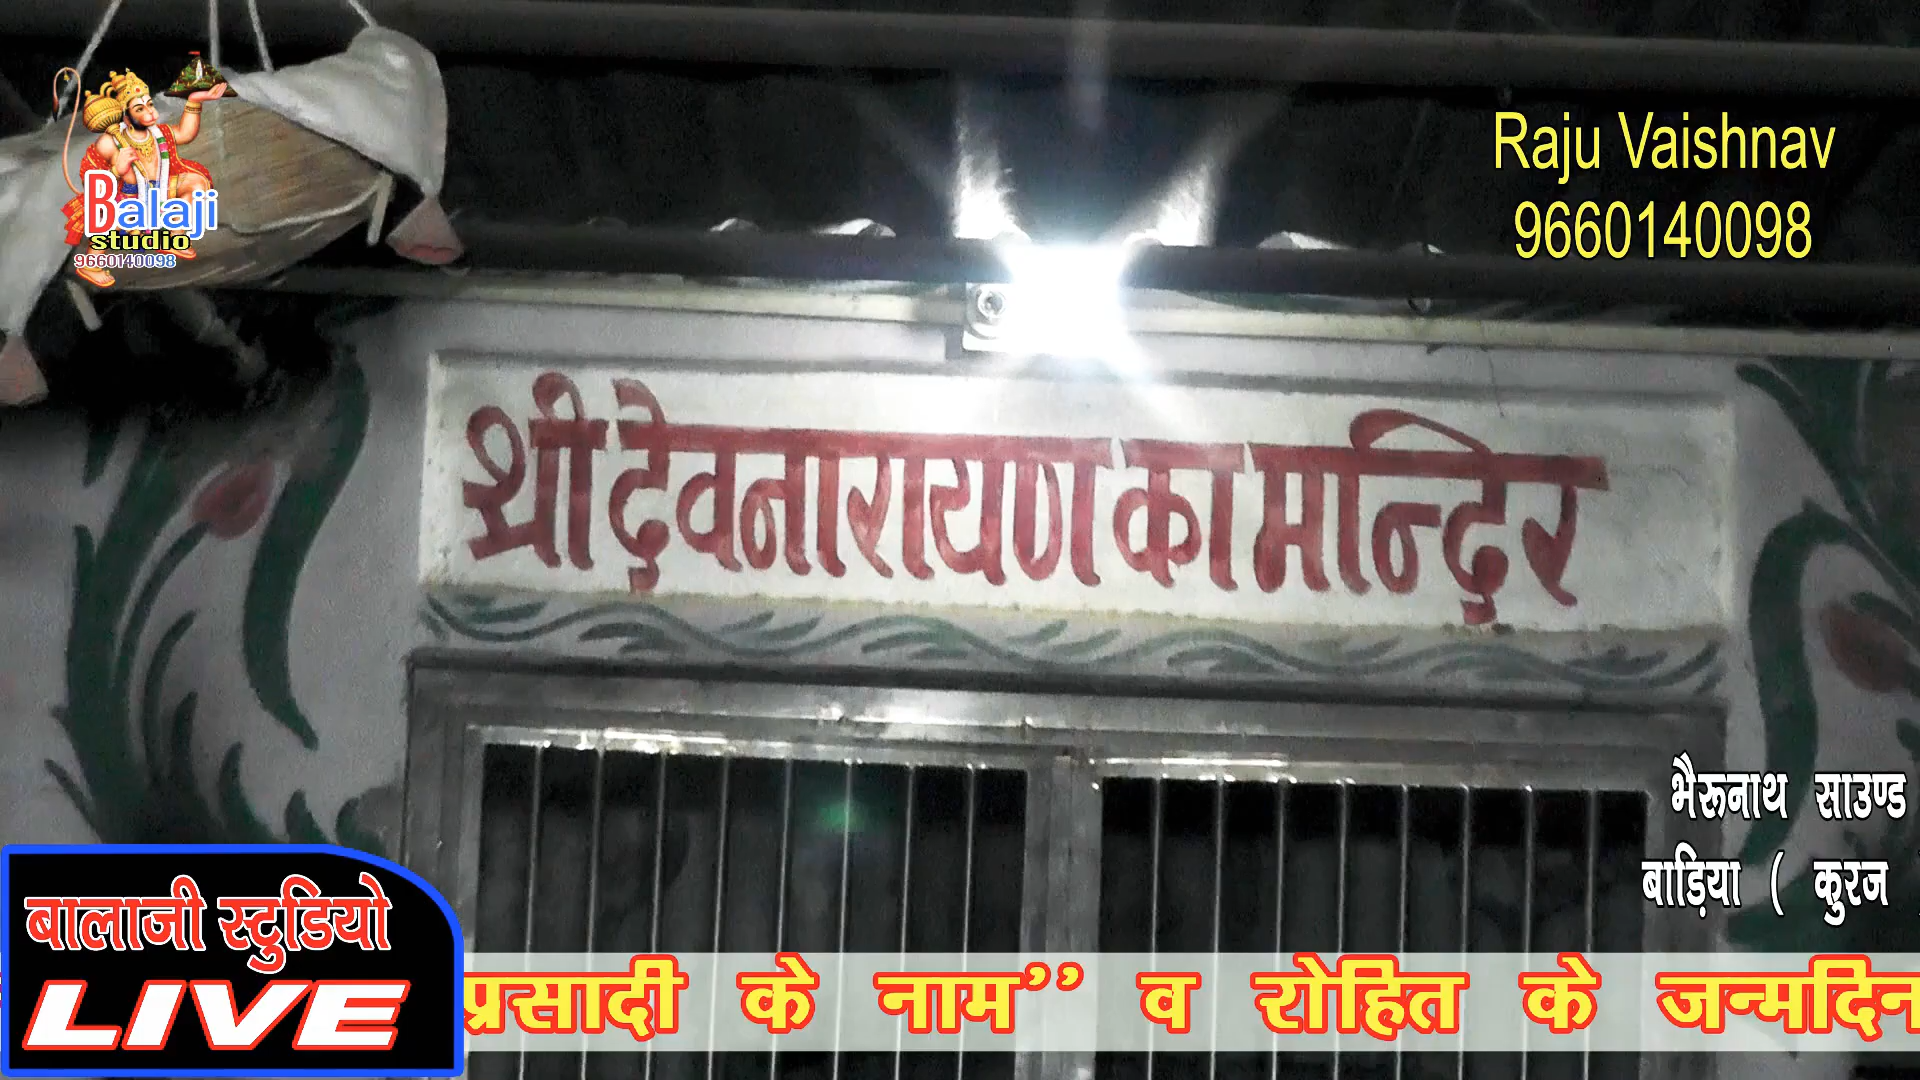 Balaji
studio
9660140098
Raju Vaishnav
9660140098
श्री देवनारायण का मन्दिर
भैरूनाथ साउण्ड
बाड़िया ( कुरज
बालाजी स्टुडियो
LIVE
प्रसादी के नाम’’ व रोहित के जन्मदिन